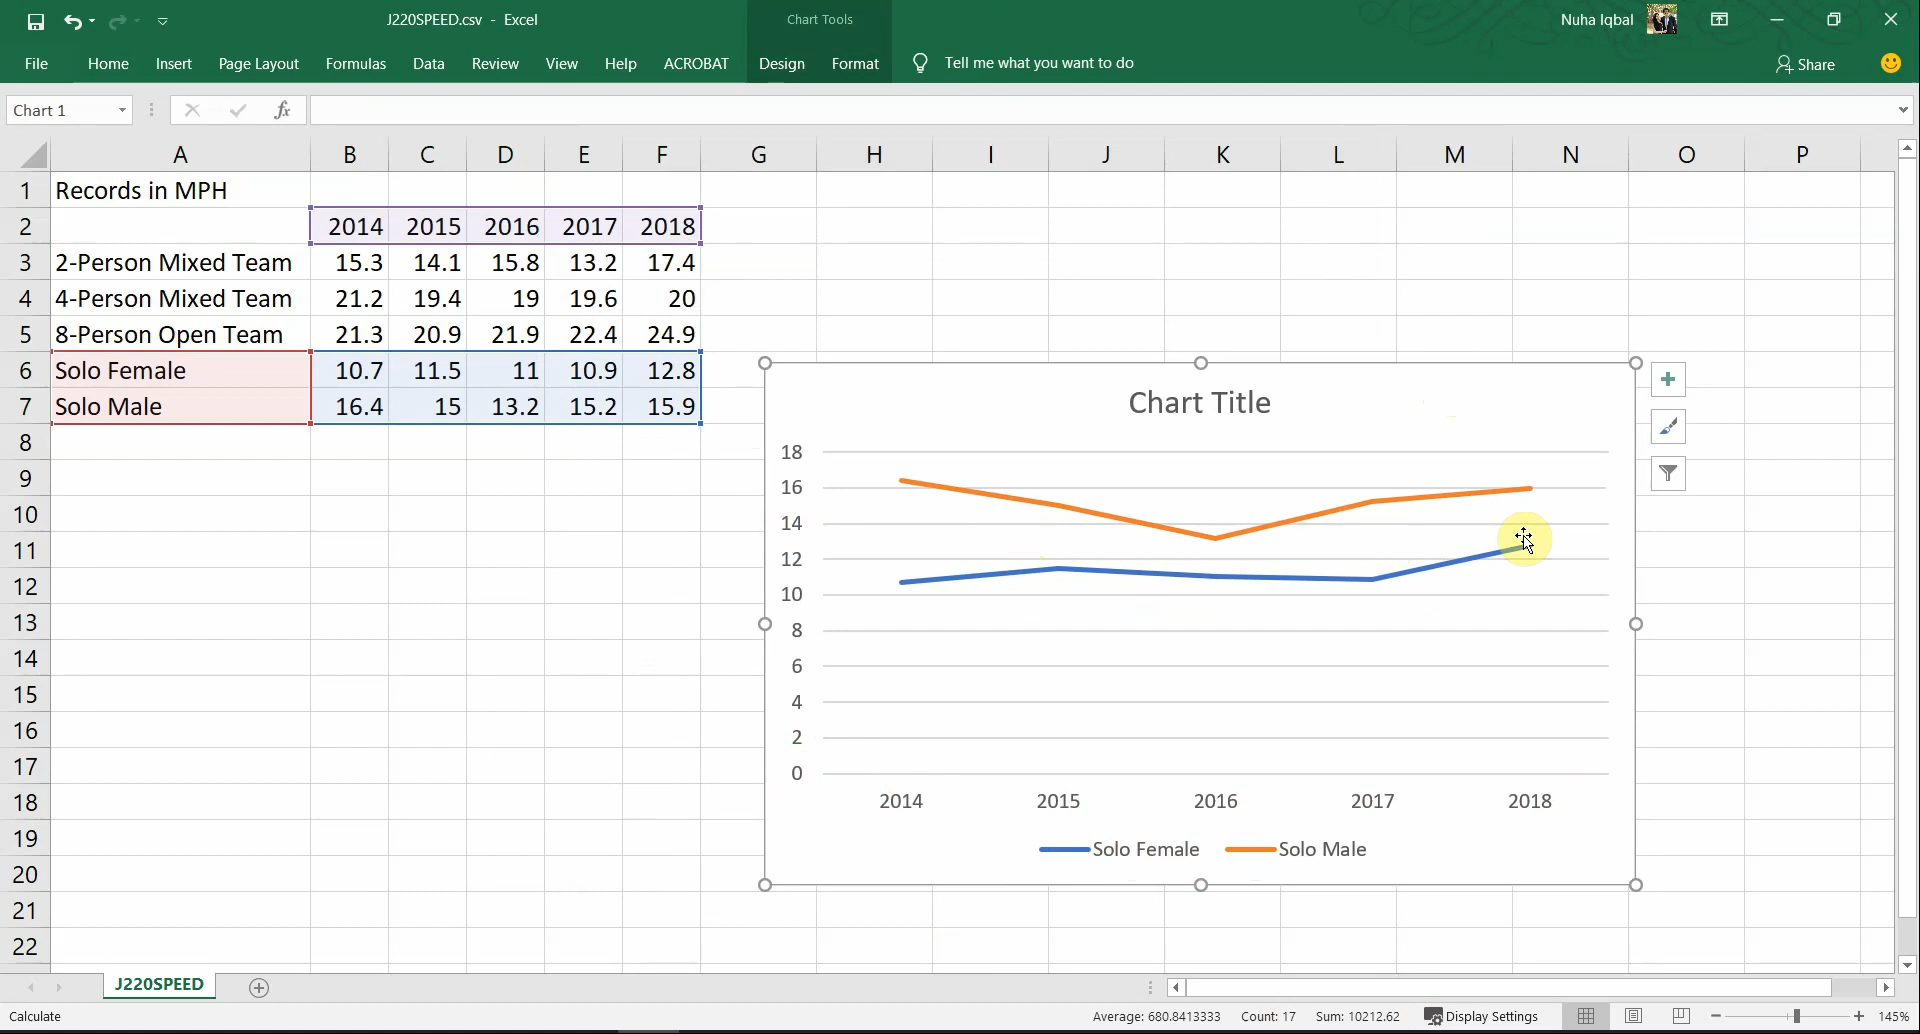 J220SPEED.csv - Excel
Chart Tools
Nuha Iqbal
File Home Insert Page Layout Formulas Data Review View Help ACROBAT Design Format Tell me what you want to do Share
Chart 1 fx
A B C D E F G H I J K L M N O P
1 Records in MPH
2 2014 2015 2016 2017 2018
3 2-Person Mixed Team 15.3 14.1 15.8 13.2 17.4
4 4-Person Mixed Team 21.2 19.4 19 19.6 20
5 8-Person Open Team 21.3 20.9 21.9 22.4 24.9
6 Solo Female 10.7 11.5 11 10.9 12.8
7 Solo Male 16.4 15 13.2 15.2 15.9
8
9
10
11
12
13
14
15
16
17
18
19
20
21
22
Chart Title
18
16
14
12
10
8
6
4
2
0
2014 2015 2016 2017 2018
Solo Female Solo Male
J220SPEED
Calculate Average: 680.8413333 Count: 17 Sum: 10212.62 Display Settings 145%